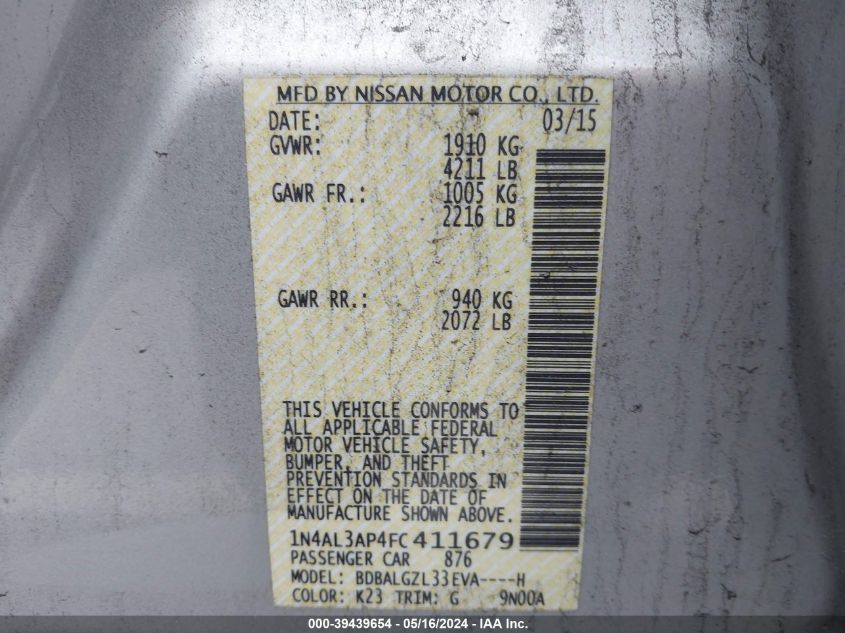 MFD BY NISSAN MOTOR CO., LTD.
DATE: 03/15
GVWR: 1910 KG
4211 LB
GAWR FR.: 1005 KG
2216 LB
GAWR RR.: 940 KG
2072 LB
THIS VEHICLE CONFORMS TO
ALL APPLICABLE FEDERAL
MOTOR VEHICLE SAFETY,
BUMPER, AND THEFT
PREVENTION STANDARDS IN
EFFECT ON THE DATE OF
MANUFACTURE SHOWN ABOVE.
1N4AL3AP4FC411679
PASSENGER CAR 876
MODEL: BDBALGZL33EVA----H
COLOR: K23 TRIM: G 9N00A
000-39439654 - 05/16/2024 - IAA Inc.